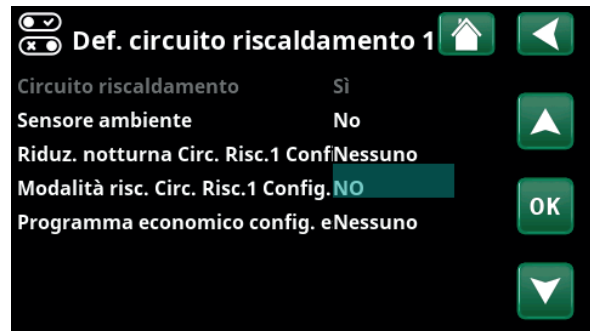 Def. circuito riscaldamento 1
Circuito riscaldamento Sì
Sensore ambiente No
Riduz. notturna Circ. Risc.1 Confi Nessuno
Modalità risc. Circ. Risc.1 Config. NO
Programma economico config. e Nessuno
OK